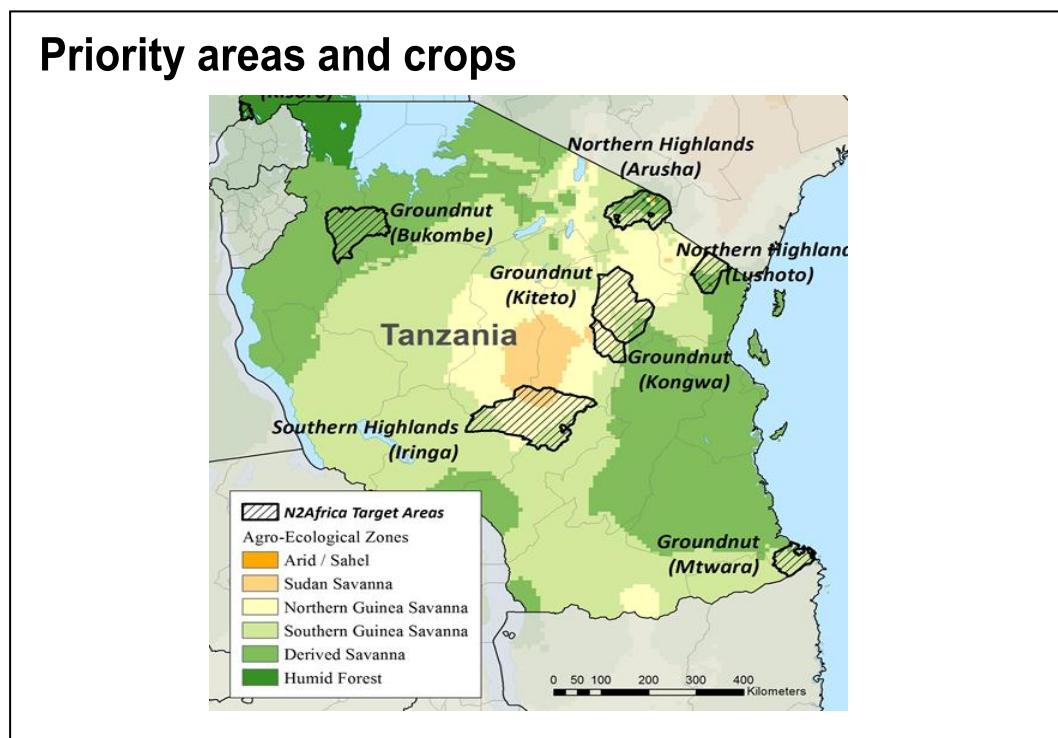 Priority areas and crops
(Kisoro)
Northern Highlands
(Arusha)
Groundnut
(Bukombe)
Northern Highland
(Lushoto)
Groundnut
(Kiteto)
Tanzania
Groundnut
(Kongwa)
Southern Highlands
(Iringa)
N2Africa Target Areas
Agro-Ecological Zones
Arid / Sahel
Sudan Savanna
Northern Guinea Savanna
Southern Guinea Savanna
Derived Savanna
Humid Forest
Groundnut
(Mtwara)
0 50 100 200 300 400
Kilometers